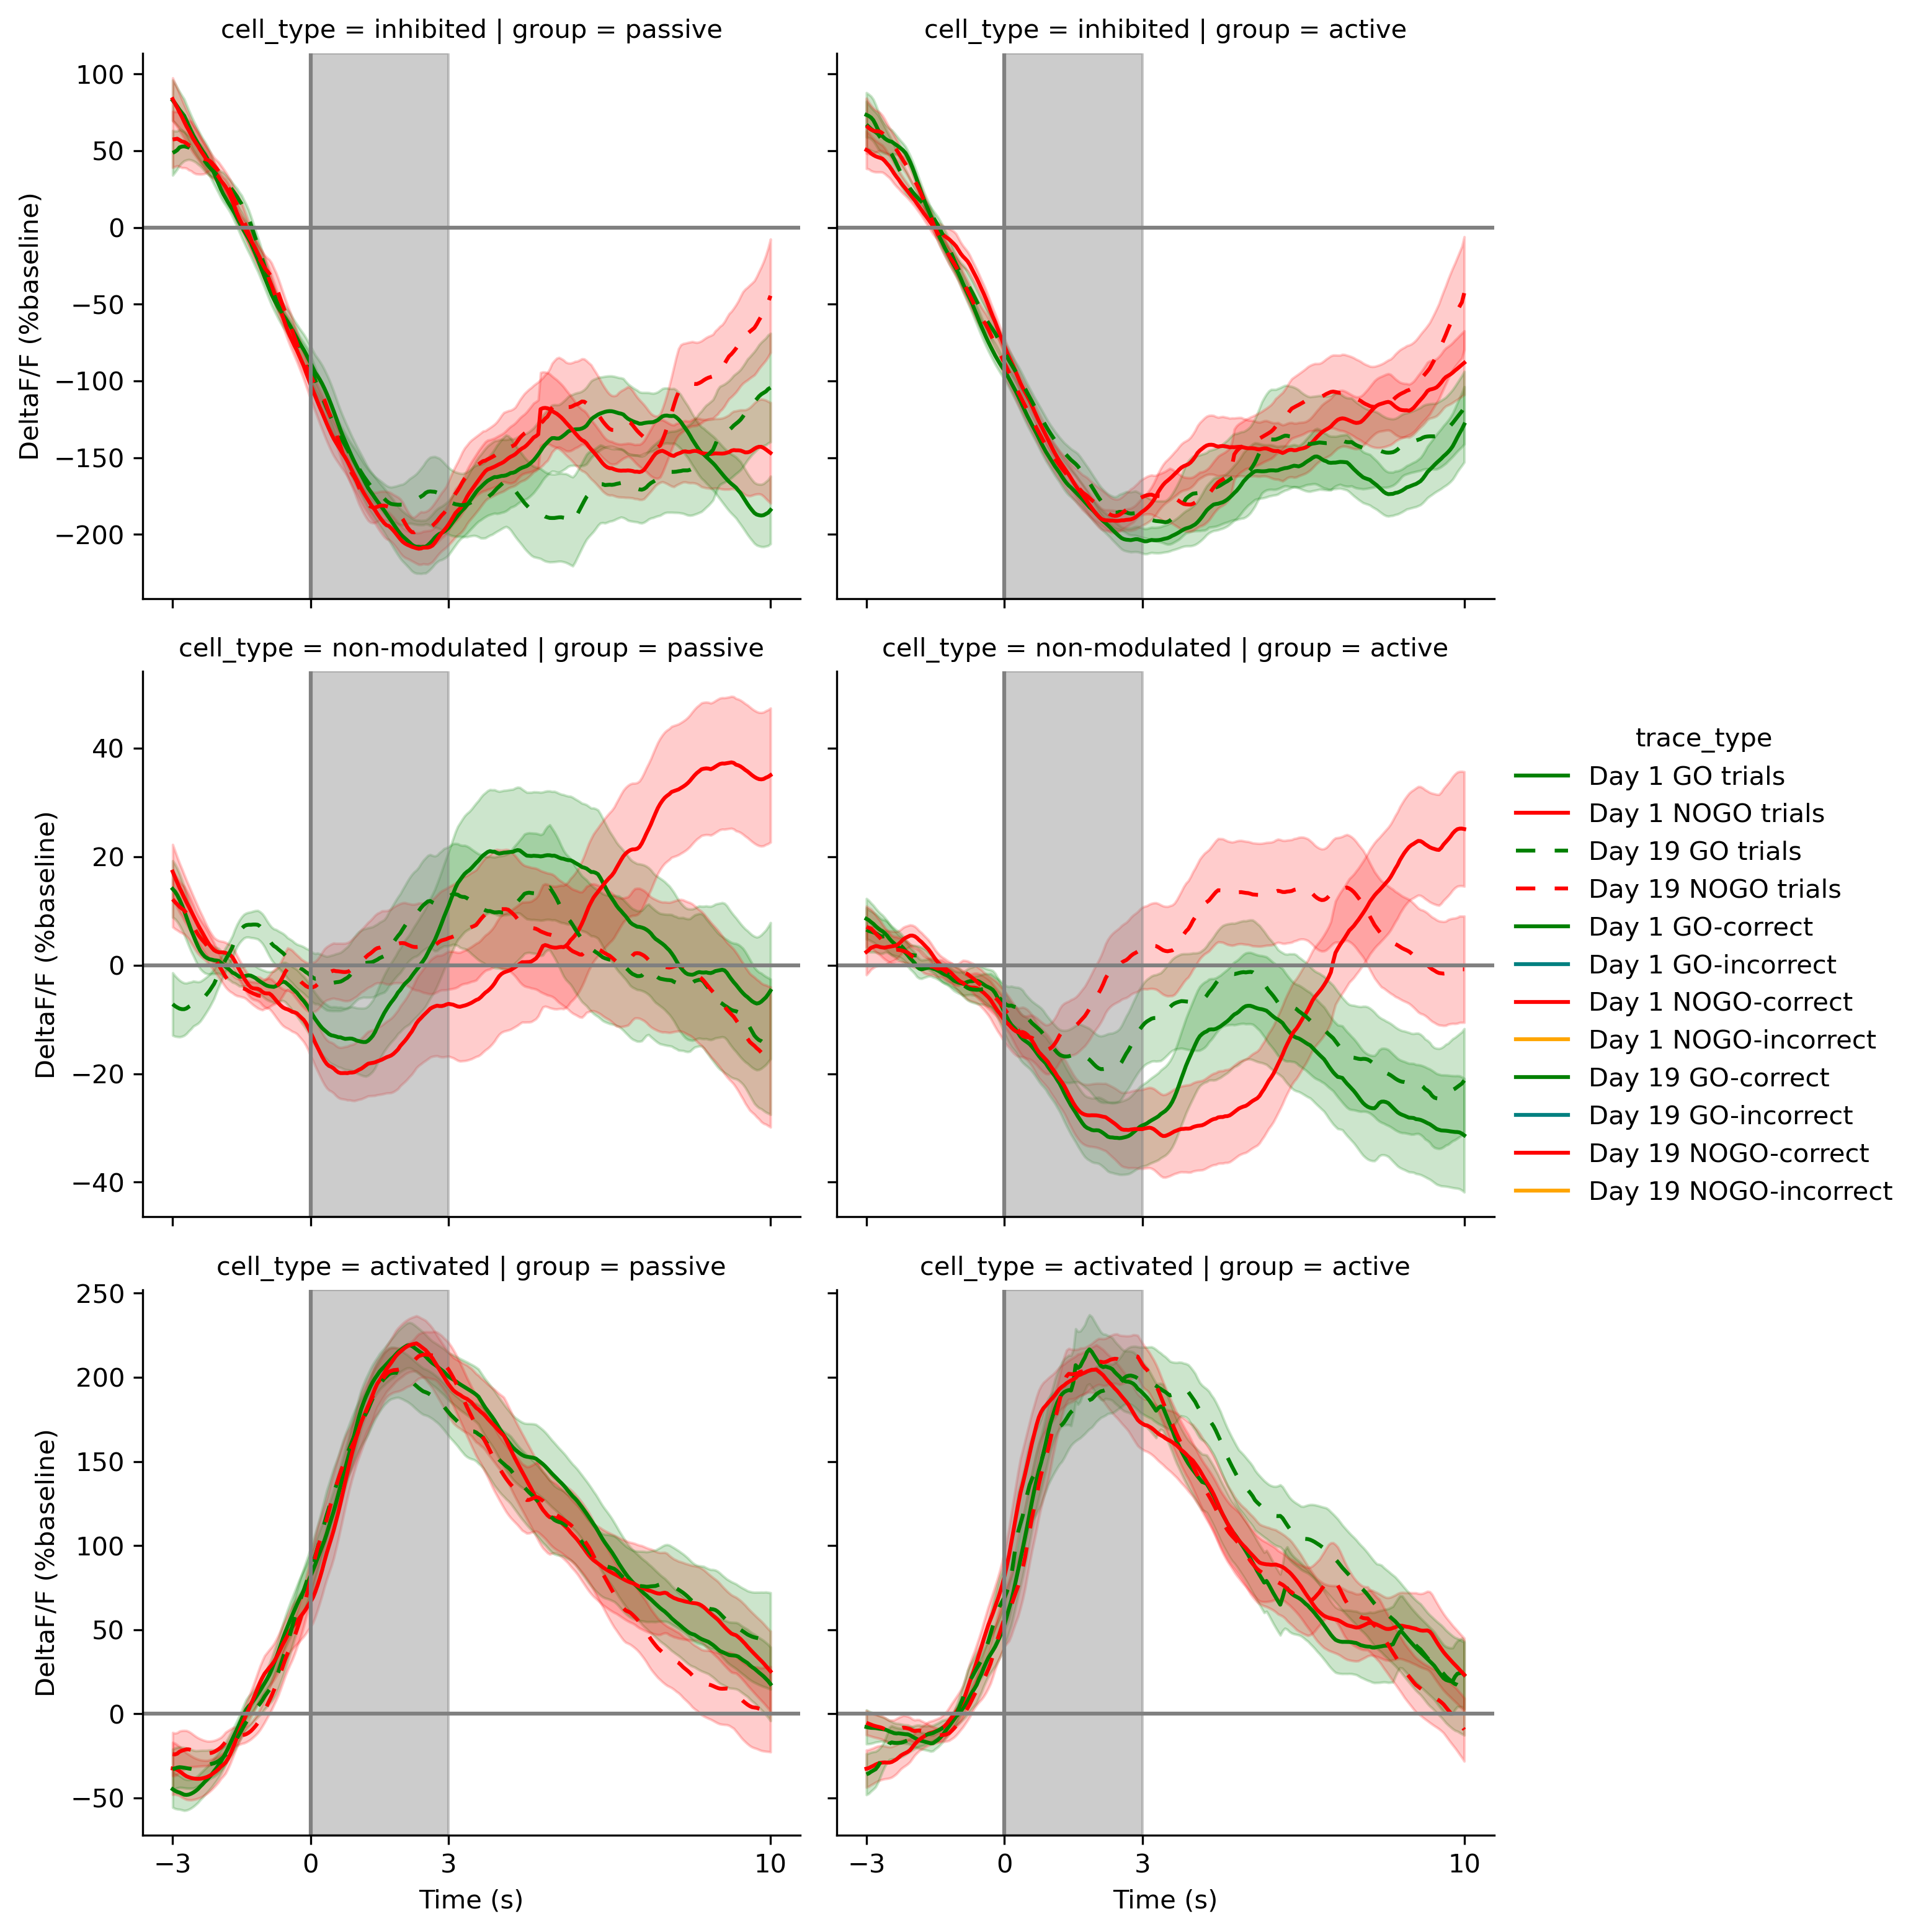 cell_type = inhibited | group = passive
cell_type = inhibited | group = active
DeltaF/F (%baseline)
100
50
0
−50
−100
−150
−200
cell_type = non-modulated | group = passive
cell_type = non-modulated | group = active
DeltaF/F (%baseline)
40
20
0
−20
−40
trace_type
Day 1 GO trials
Day 1 NOGO trials
Day 19 GO trials
Day 19 NOGO trials
Day 1 GO-correct
Day 1 GO-incorrect
Day 1 NOGO-correct
Day 1 NOGO-incorrect
Day 19 GO-correct
Day 19 GO-incorrect
Day 19 NOGO-correct
Day 19 NOGO-incorrect
cell_type = activated | group = passive
cell_type = activated | group = active
DeltaF/F (%baseline)
250
200
150
100
50
0
−50
−3 0 3 10
−3 0 3 10
Time (s)
Time (s)